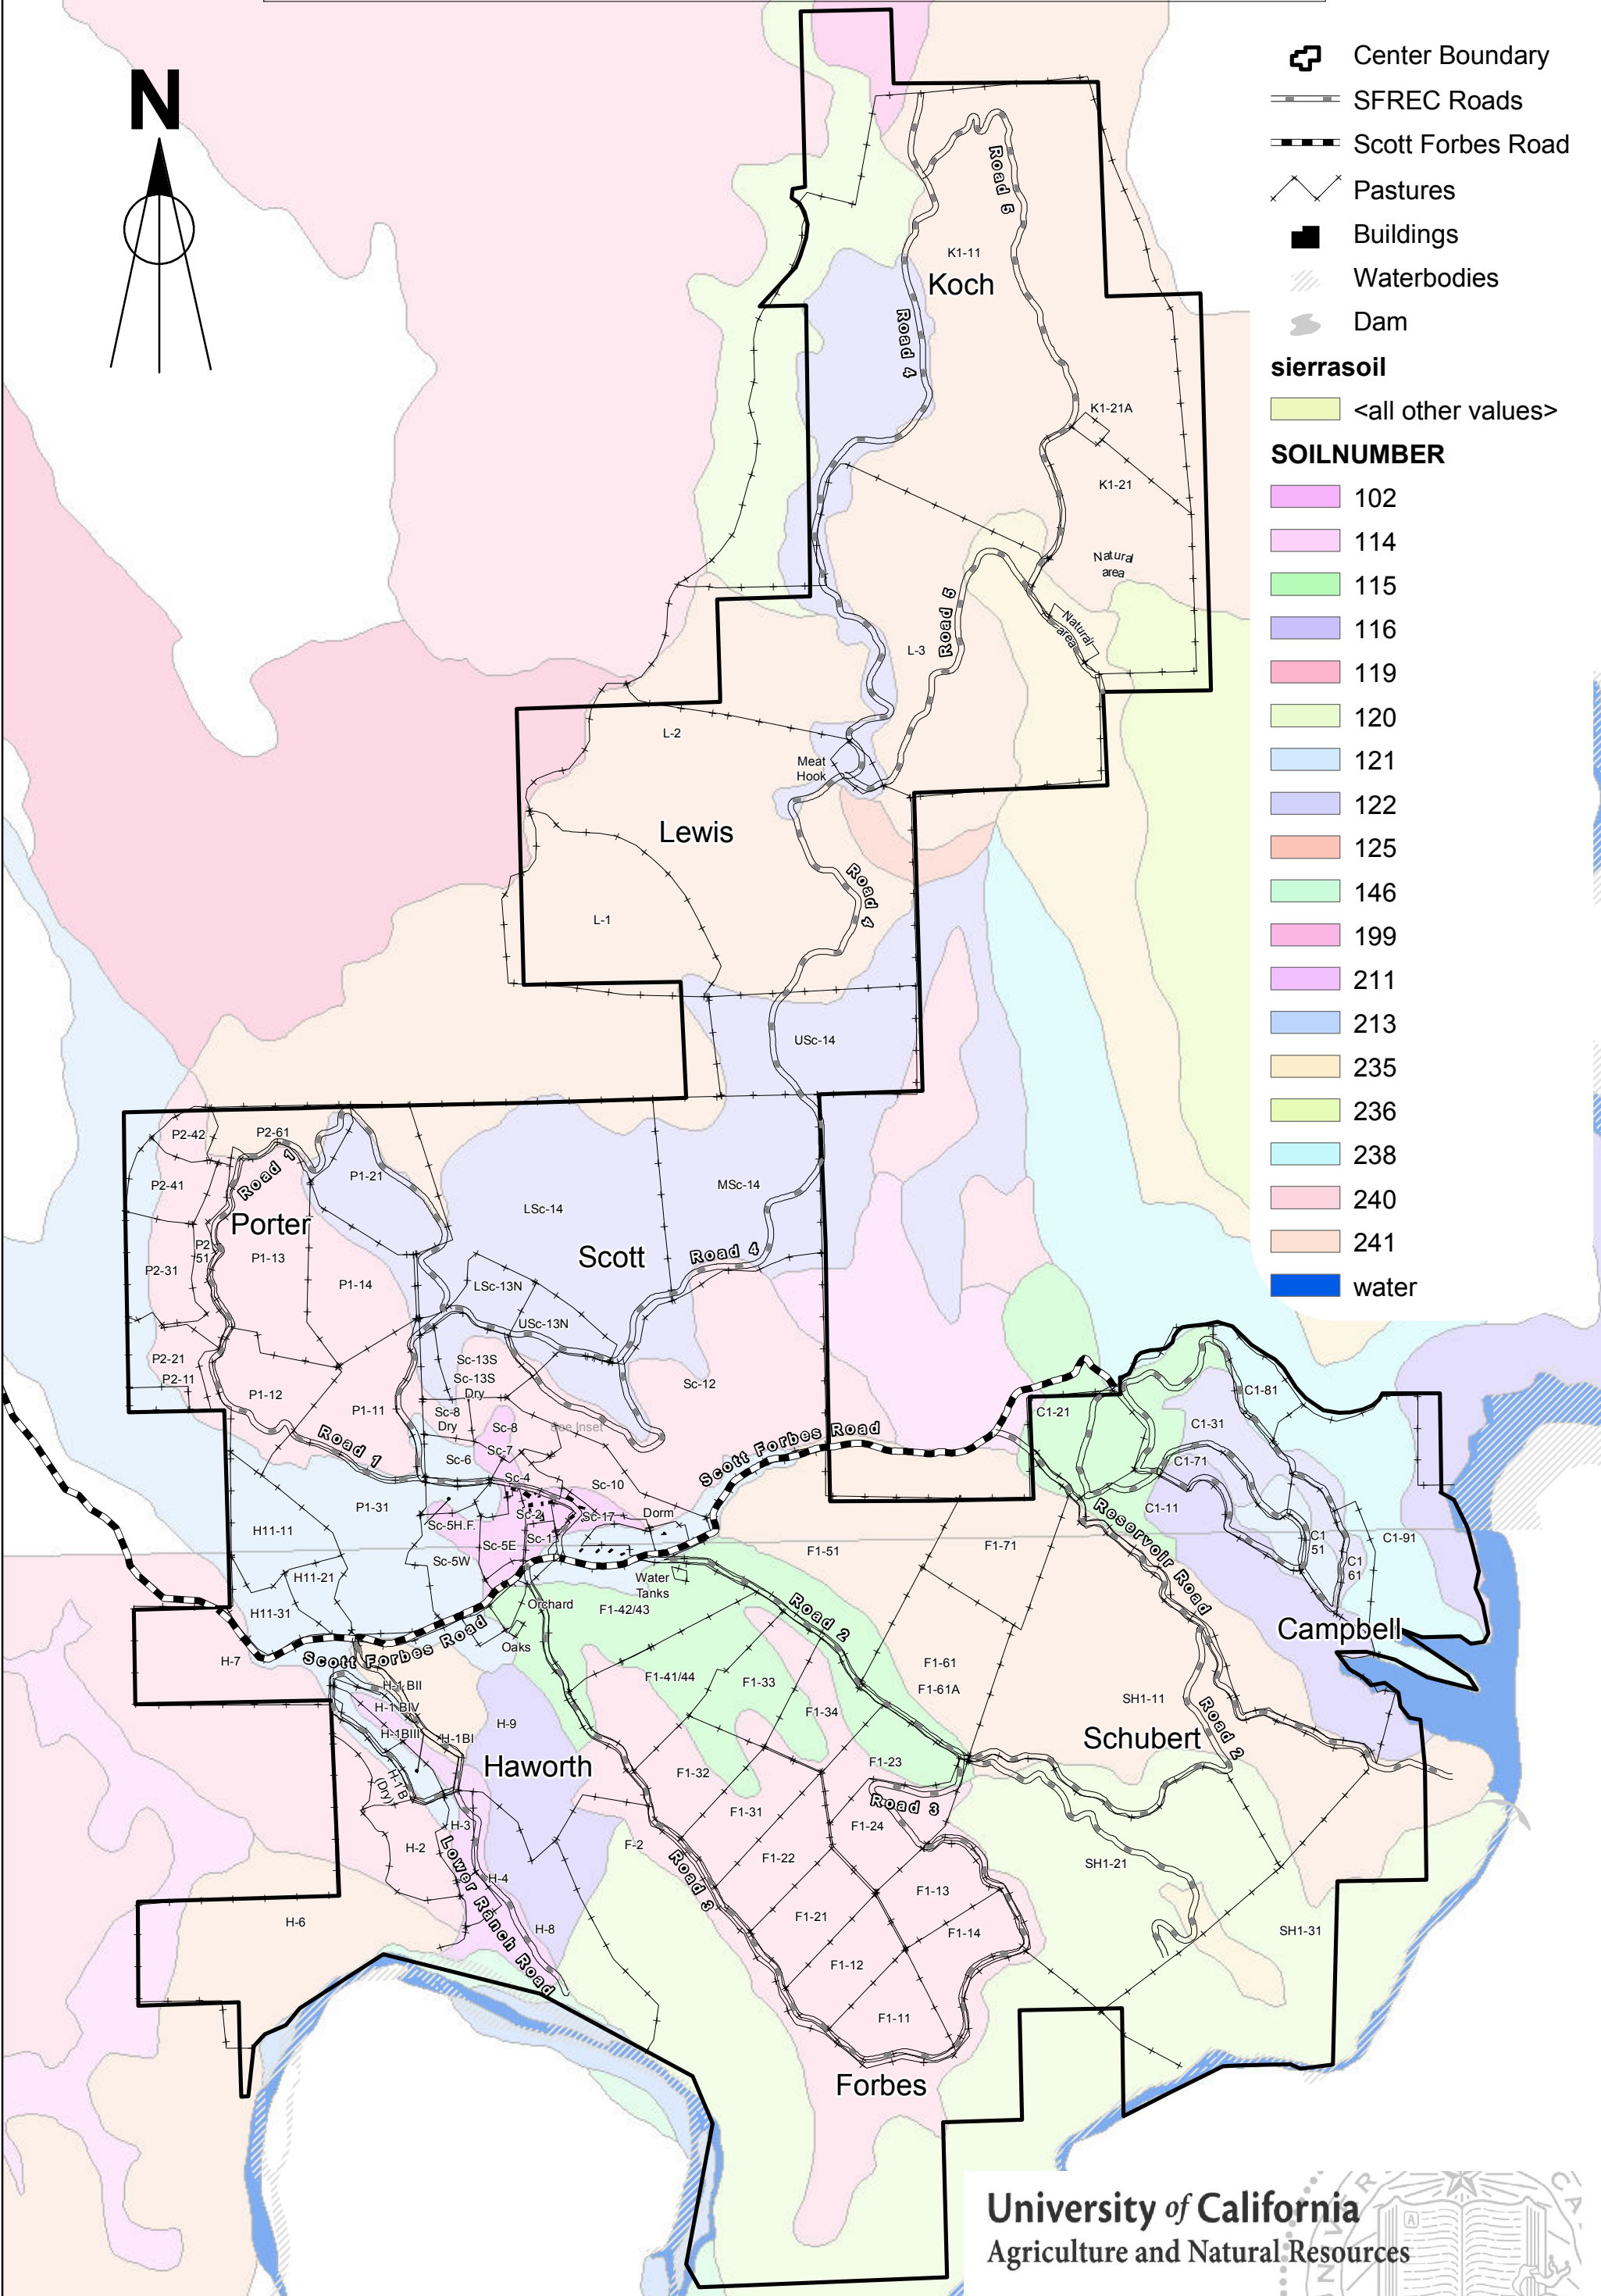 N
Center Boundary
SFREC Roads
Scott Forbes Road
Pastures
Buildings
Waterbodies
Dam
sierrasoil
<all other values>
SOILNUMBER
102
114
115
116
119
120
121
122
125
146
199
211
213
235
236
238
240
241
water
Road 5
K1-11
Koch
Road 4
K1-21A
K1-21
Natural
area
Natural
area
Road 5
L-3
L-2
Meat
Hook
Lewis
Road 4
L-1
USc-14
P2-42
P2-61
P2-41
Road 1
P1-21
MSc-14
LSc-14
Porter
P2
51
P1-13
Scott
Road 4
P2-31
P1-14
LSc-13N
USc-13N
P2-21
P2-11
Sc-13S
Sc-13S
Dry
Sc-12
P1-12
P1-11
Sc-8
Dry
Sc-8
See Inset
Road 1
Sc-7
Sc-6
Sc-4
Sc-10
Scott Forbes Road
C1-21
C1-81
C1-31
C1-71
C1-11
P1-31
Sc-2
Sc-17
Dorm
Sc-5H.F.
H11-11
Sc-1
Sc-5E
Sc-5W
F1-51
F1-71
Reservoir Road
C1
51
C1-91
C1
61
H11-21
Water
Tanks
H11-31
Orchard
F1-42/43
Road 2
Oaks
Scott Forbes Road
Campbell
H-7
F1-61
F1-61A
F1-41/44
F1-33
H-1 BII
SH1-11
H-1 BIV
F1-34
H-9
H-1BIII
H-1BI
Schubert
Road 2
Haworth
F1-23
F1-32
H-1 B
(Dry)
Road 3
F1-31
H-3
F1-24
H-2
F-2
Lower Ranch Road
F1-22
SH1-21
H-4
Road 3
F1-13
H-6
F1-21
H-8
F1-14
SH1-31
F1-12
F1-11
Forbes
University of California
Agriculture and Natural Resources